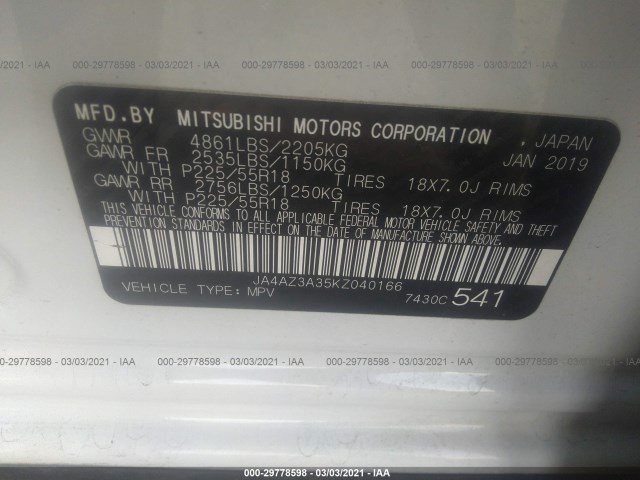 000-29778598 - 03/03/2021 - IAA 000-29778598 - 03/03/2021 - IAA 000-29778598 - 03/03/2021 - IAA
MFD.BY MITSUBISHI MOTORS CORPORATION , JAPAN
GVWR 4861LBS/2205KG JAN 2019
GAWR FR 2535LBS/1150KG
WITH P225/55R18 TIRES 18X7.0J RIMS
GAWR RR 2756LBS/1250KG
WITH P225/55R18 TIRES 18X7.0J RIMS
THIS VEHICLE CONFORMS TO ALL APPLICABLE FEDERAL MOTOR VEHICLE SAFETY AND THEFT
PREVENTION STANDARDS IN EFFECT ON THE DATE OF MANUFACTURE SHOWN ABOVE.
JA4AZ3A35KZ040166
VEHICLE TYPE: MPV 7430C 541
000-29778598 - 03/03/2021 - IAA 000-29778598 - 03/03/2021 - IAA 000-29778598 - 03/03/2021 - IAA
000-29778598 - 03/03/2021 - IAA